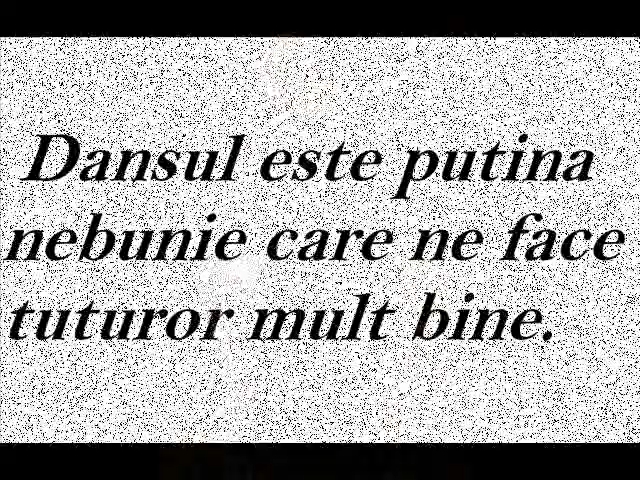 Dansul este putina
nebunie care ne face
tuturor mult bine.